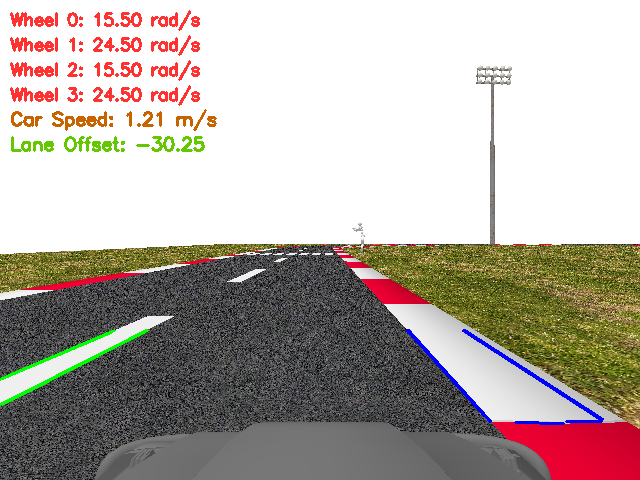 Wheel 0: 15.50 rad/s
Wheel 1: 24.50 rad/s
Wheel 2: 15.50 rad/s
Wheel 3: 24.50 rad/s
Car Speed: 1.21 m/s
Lane Offset: -30.25